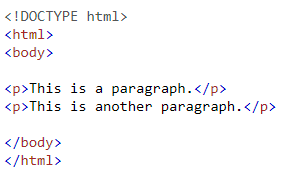 <!DOCTYPE html>
<html>
<body>
<p>This is a paragraph.</p>
<p>This is another paragraph.</p>
</body>
</html>